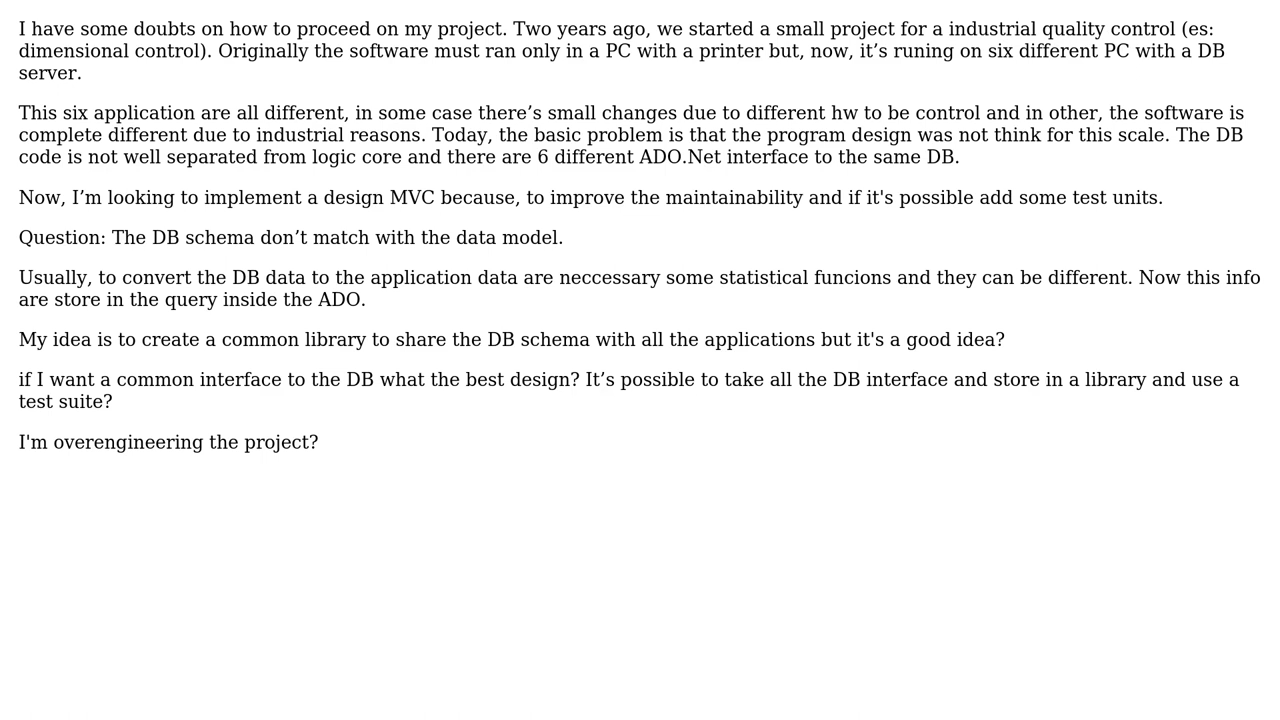 I have some doubts on how to proceed on my project. Two years ago, we started a small project for a industrial quality control (es:
dimensional control). Originally the software must ran only in a PC with a printer but, now, it’s runing on six different PC with a DB
server.
This six application are all different, in some case there’s small changes due to different hw to be control and in other, the software is
complete different due to industrial reasons. Today, the basic problem is that the program design was not think for this scale. The DB
code is not well separated from logic core and there are 6 different ADO.Net interface to the same DB.
Now, I’m looking to implement a design MVC because, to improve the maintainability and if it's possible add some test units.
Question: The DB schema don’t match with the data model.
Usually, to convert the DB data to the application data are neccessary some statistical funcions and they can be different. Now this info
are store in the query inside the ADO.
My idea is to create a common library to share the DB schema with all the applications but it's a good idea?
if I want a common interface to the DB what the best design? It’s possible to take all the DB interface and store in a library and use a
test suite?
I'm overengineering the project?